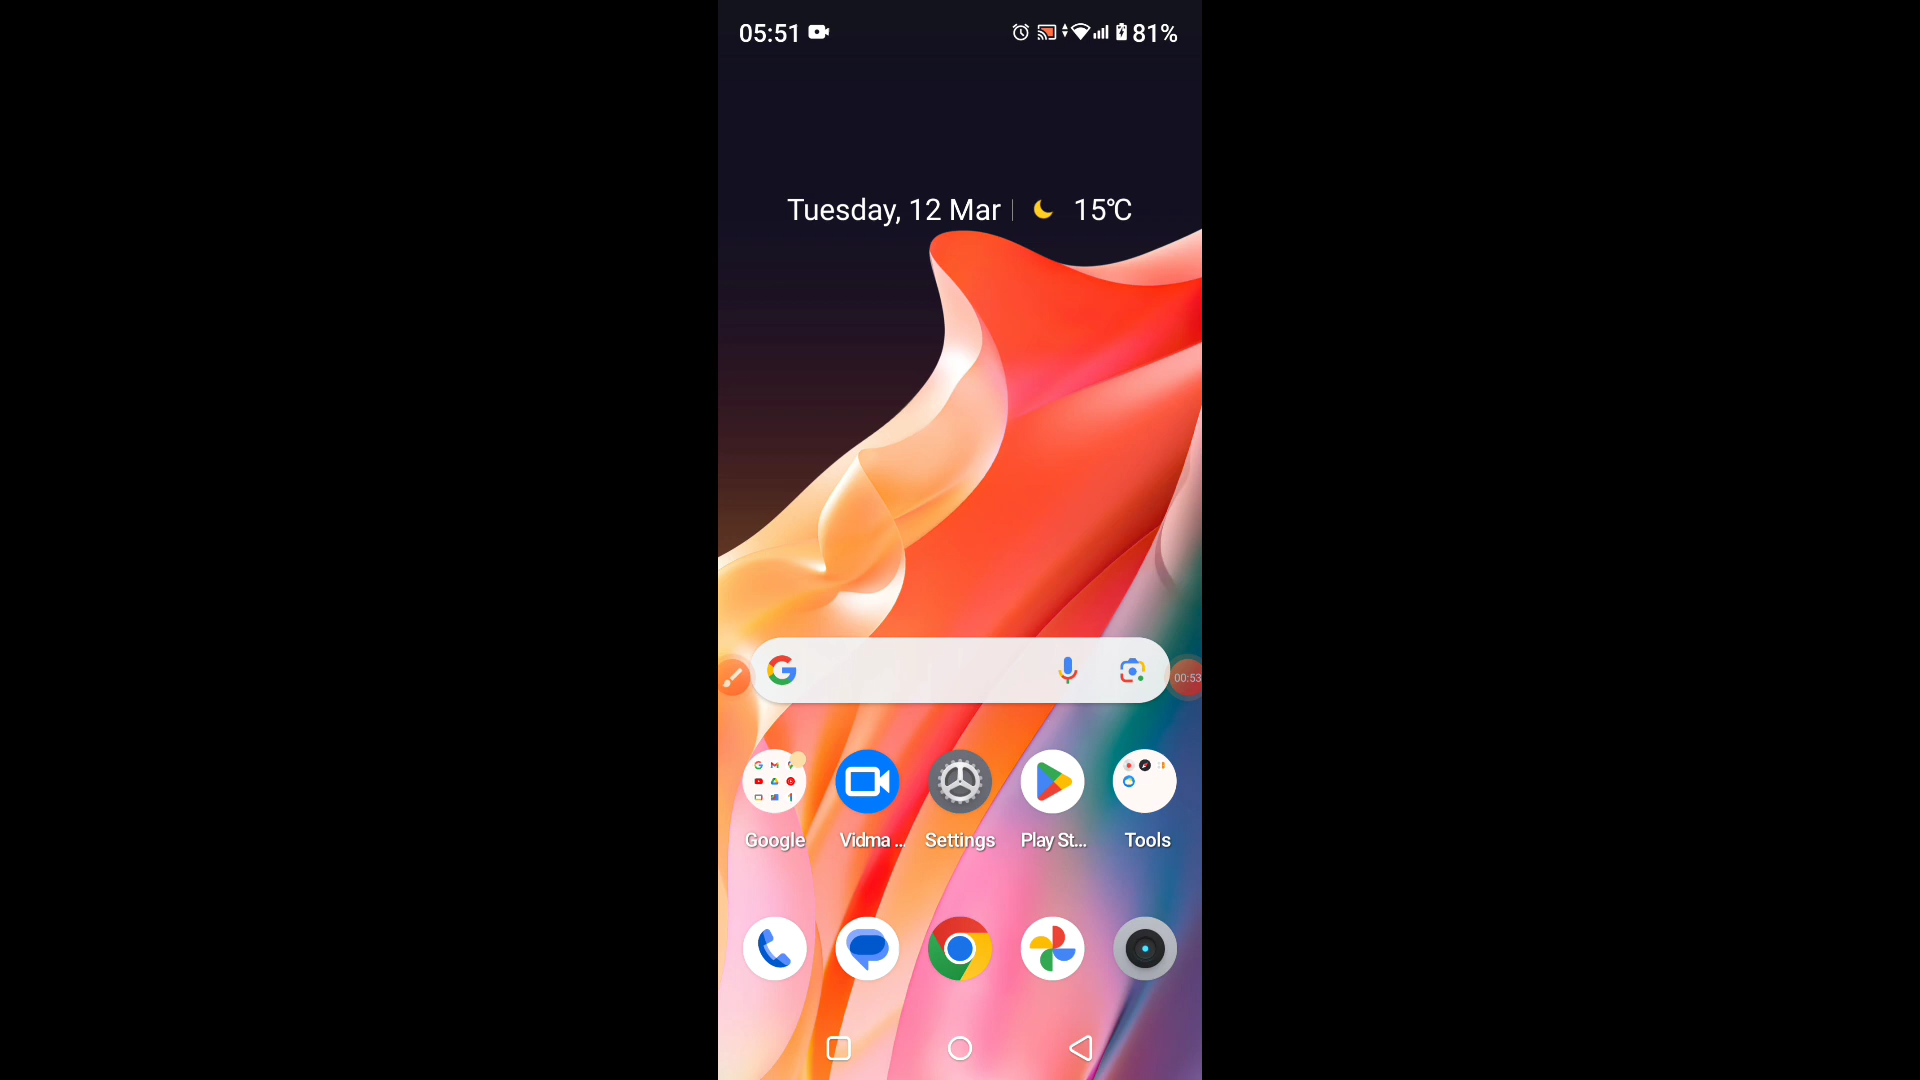 05:51
81%
Tuesday, 12 Mar
15°C
00:53
Google
Vidma ...
Settings
Play St...
Tools